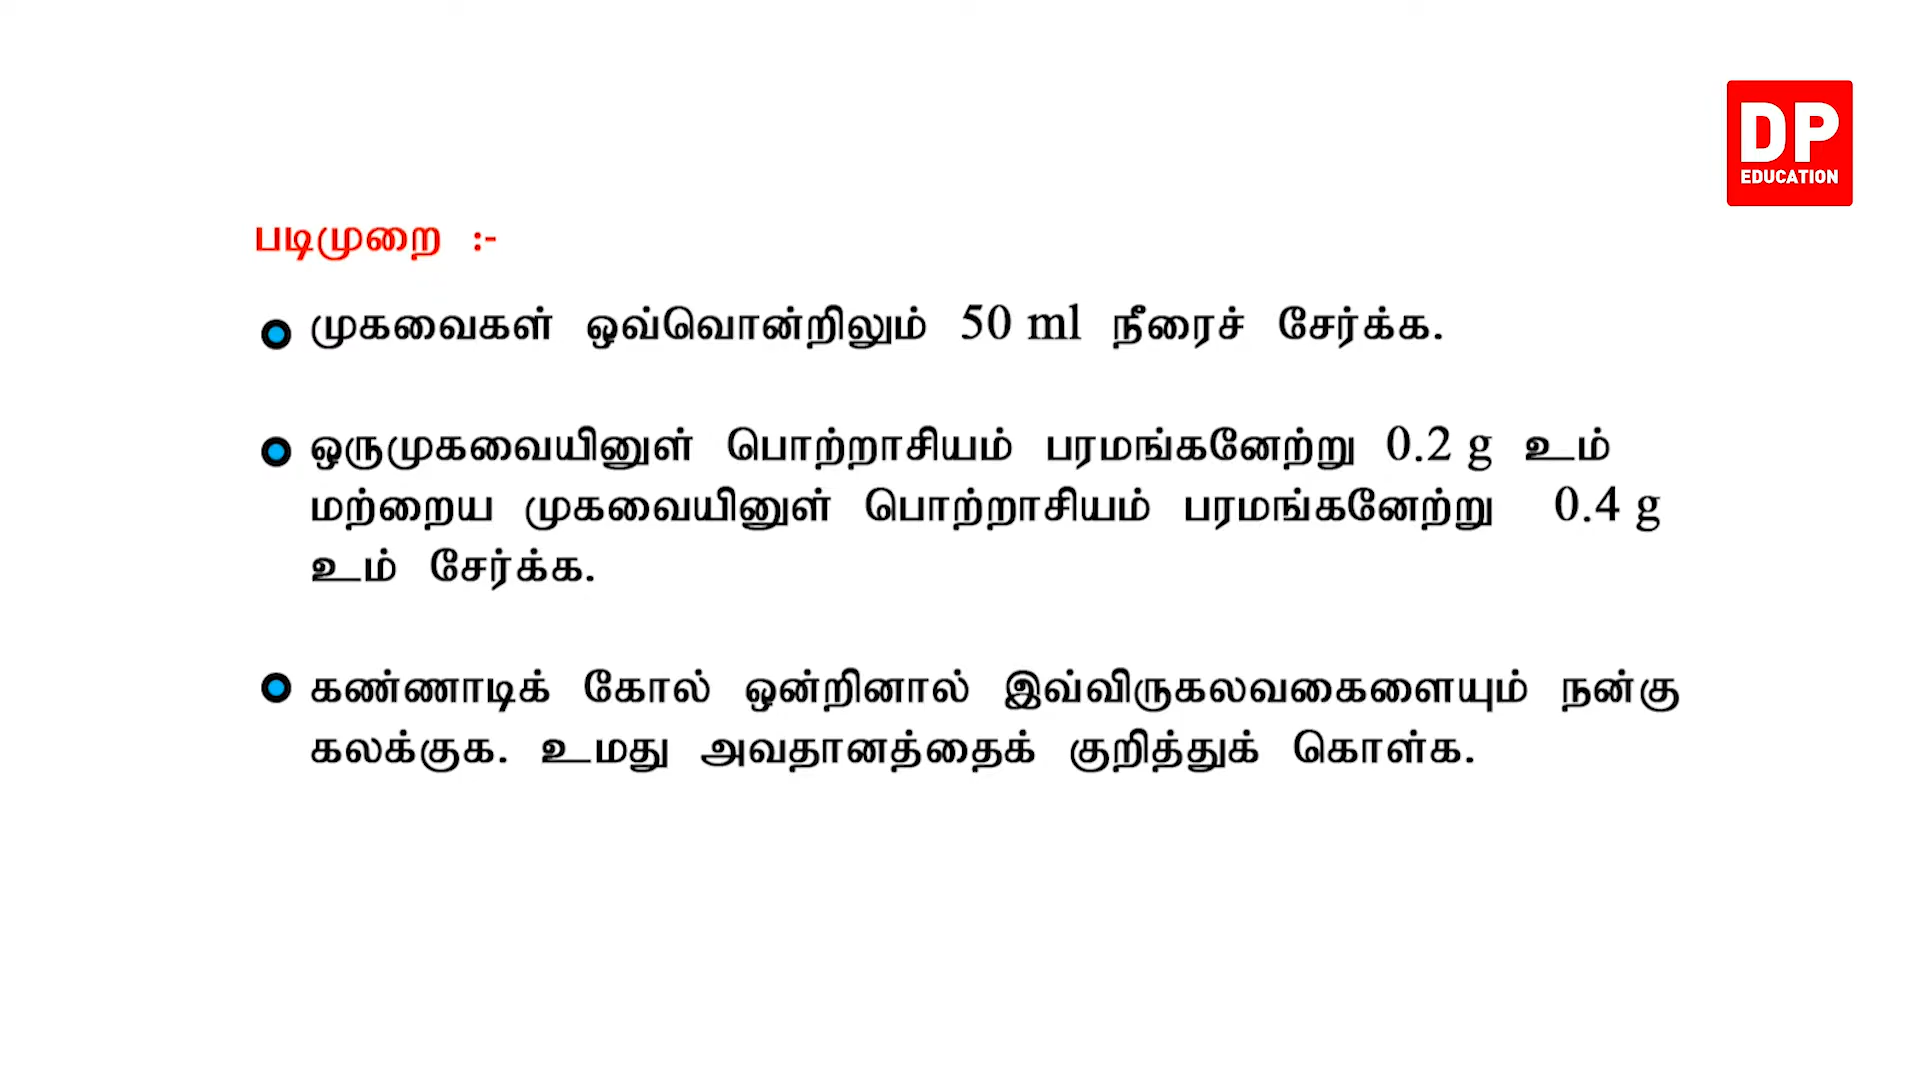 DP
EDUCATION
படிமுறை :-
முகவைகள் ஒவ்வொன்றிலும் 50 ml நீரைச் சேர்க்க.
ஒருமுகவையினுள் பொற்றாசியம் பரமங்கனேற்று 0.2 g உம்
மற்றைய முகவையினுள் பொற்றாசியம் பரமங்கனேற்று 0.4 g
உம் சேர்க்க.
கண்ணாடிக் கோல் ஒன்றினால் இவ்விருகலவகைளையும் நன்கு
கலக்குக. உமது அவதானத்தைக் குறித்துக் கொள்க.